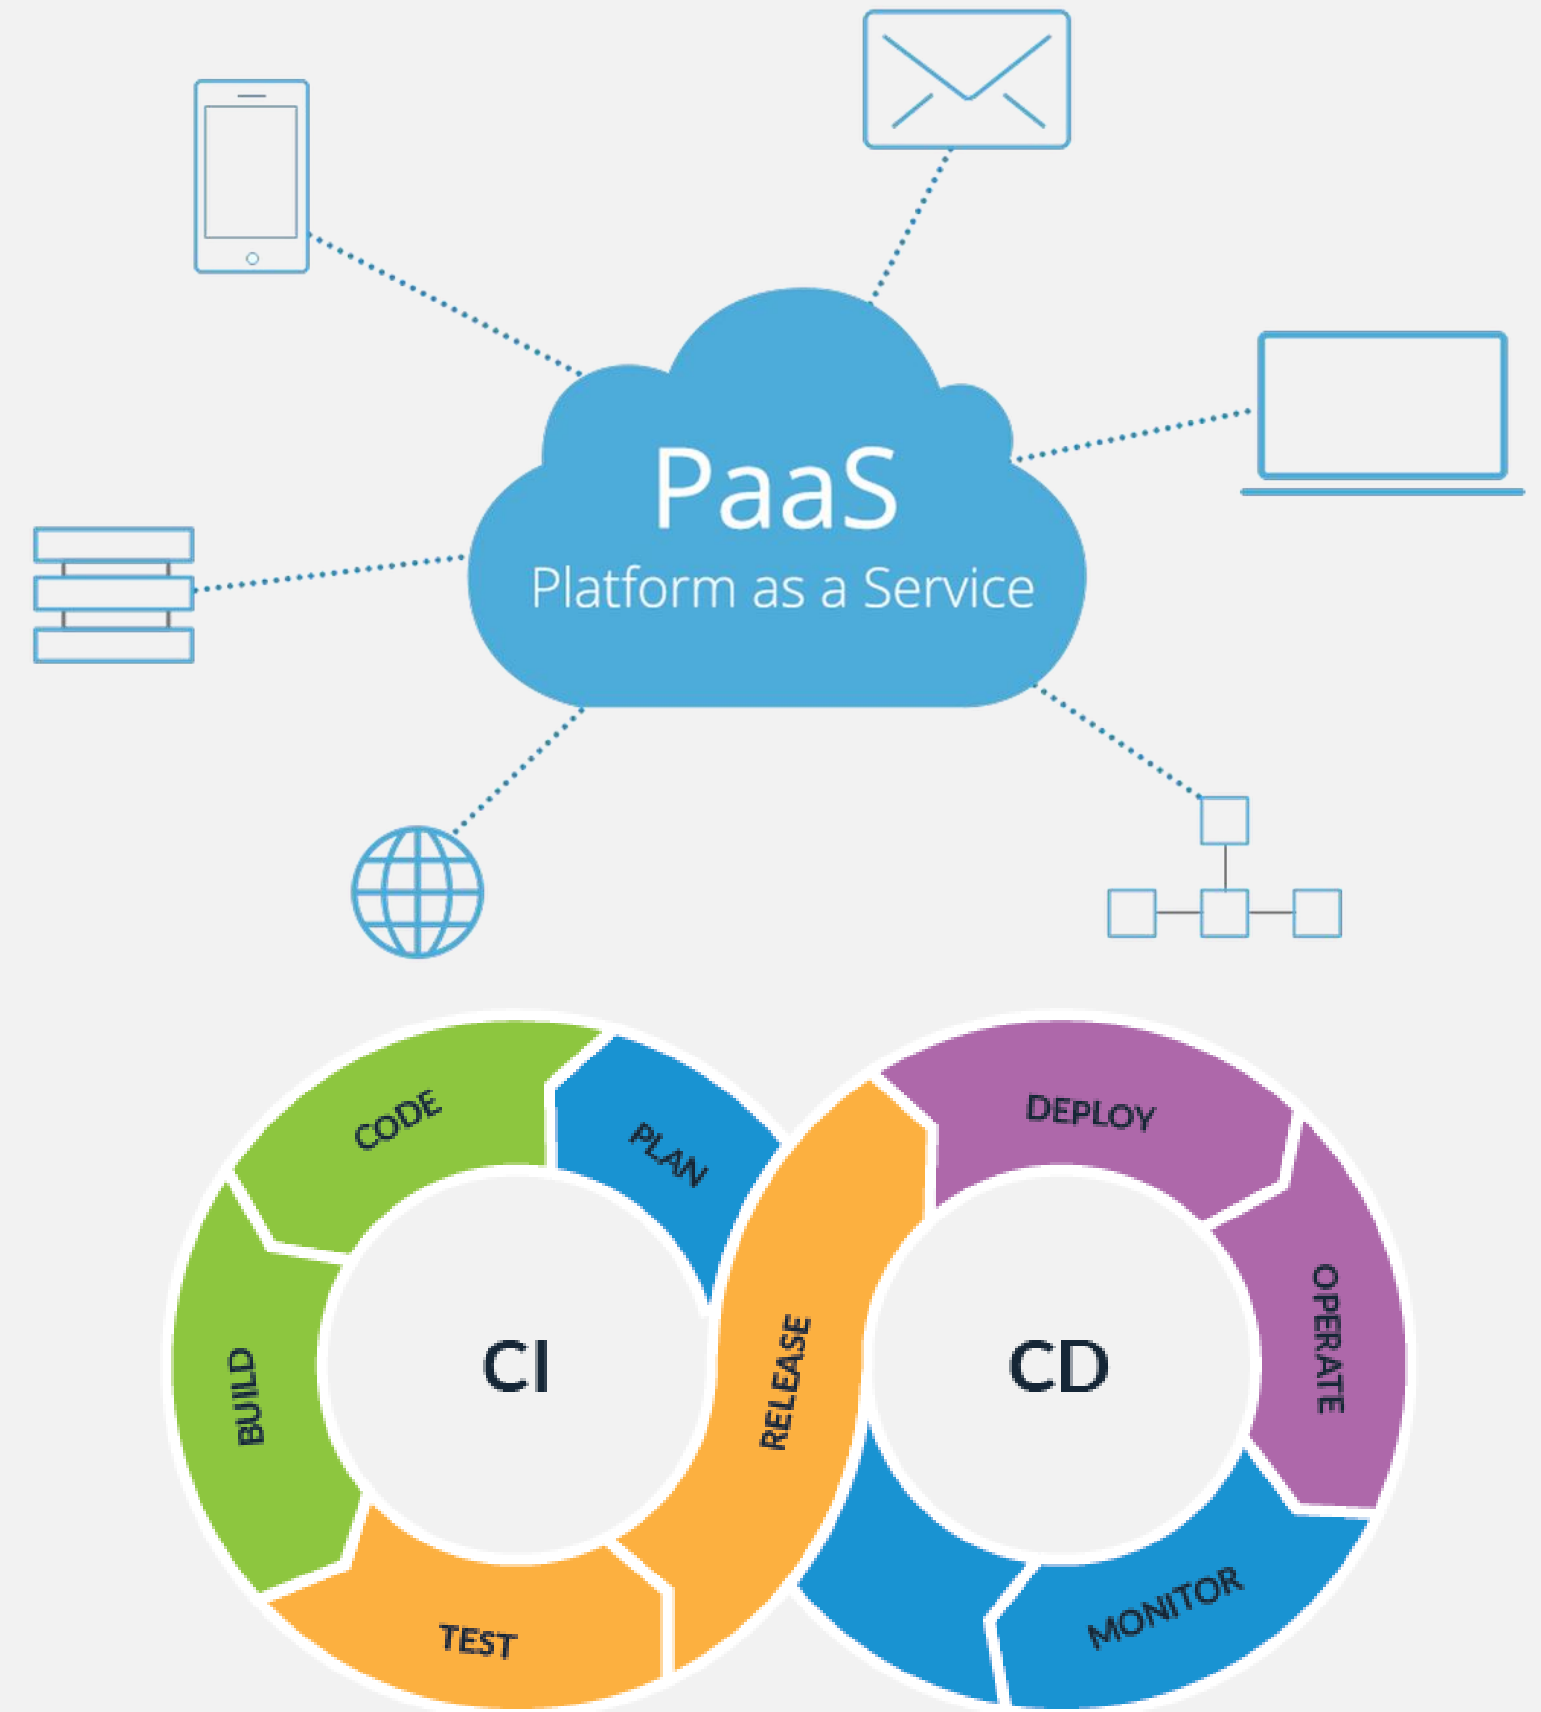 PaaS
Platform as a Service
CODE
PLAN
DEPLOY
BUILD
CI
RELEASE
CD
OPERATE
TEST
MONITOR